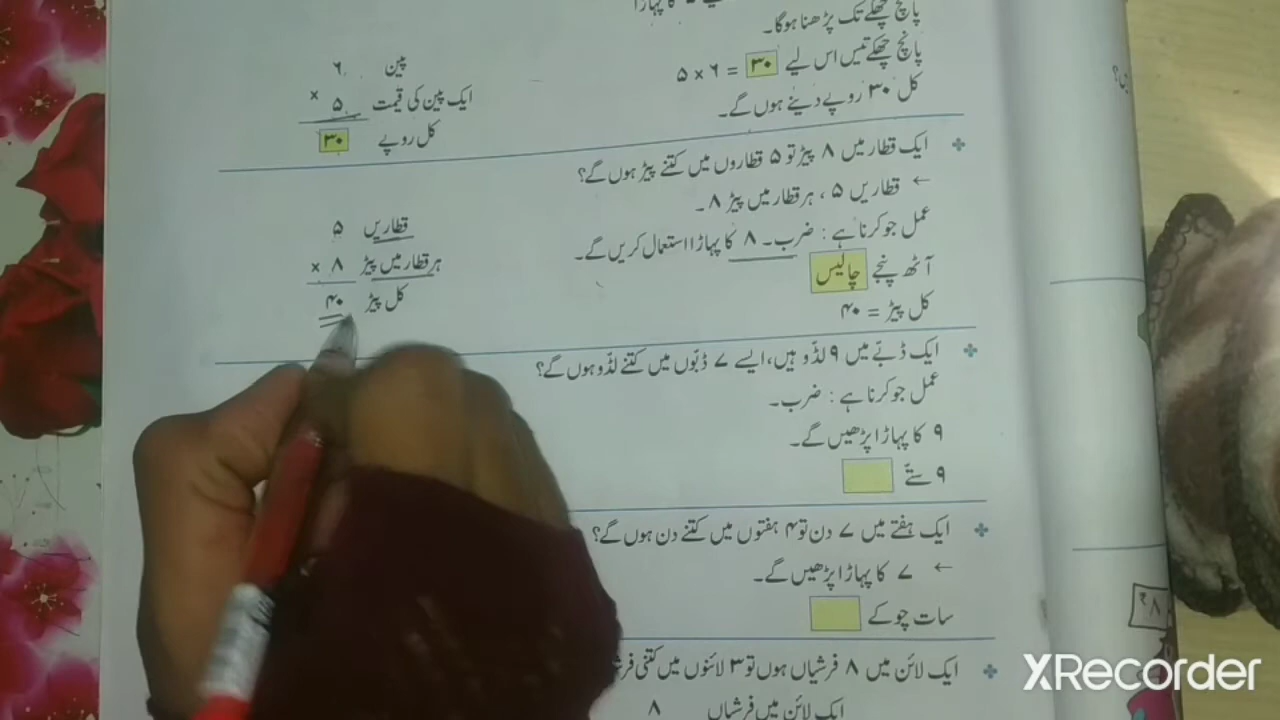 پانچ چھکے تک پڑھنا ہوگا۔
پانچ چھکے تیس اس لیے ۳۰ = ۶ × ۵
کل ۳۰ روپے دینے ہوں گے۔
پین ۶
ایک پین کی قیمت ۵ ×
کل روپے ۳۰
ایک قطار میں ۸ پیڑ تو ۵ قطاروں میں کتنے پیڑ ہوں گے؟
← قطاریں ۵ ، ہر قطار میں پیڑ ۸ ۔
عمل جو کرنا ہے : ضرب۔ ۸ کا پہاڑا استعمال کریں گے۔
آٹھ پنجے چالیس
کل پیڑ = ۴۰
قطاریں ۵
ہر قطار میں پیڑ ۸ ×
کل پیڑ ۴۰
ایک ڈبّے میں ۹ لڈّو ہیں، ایسے ۷ ڈبّوں میں کتنے لڈّو ہوں گے؟
عمل جو کرنا ہے : ضرب۔
۹ کا پہاڑا پڑھیں گے۔
۹ ستّے
ایک ہفتے میں ۷ دن تو ۴ ہفتوں میں کتنے دن ہوں گے؟
← ۷ کا پہاڑا پڑھیں گے۔
سات چوکے
ایک لائن میں ۸ فرشیاں ہوں تو ۳ لائنوں میں کتنی
ایک لائن میں فرشیاں ۸
₹ ۸
XRecorder